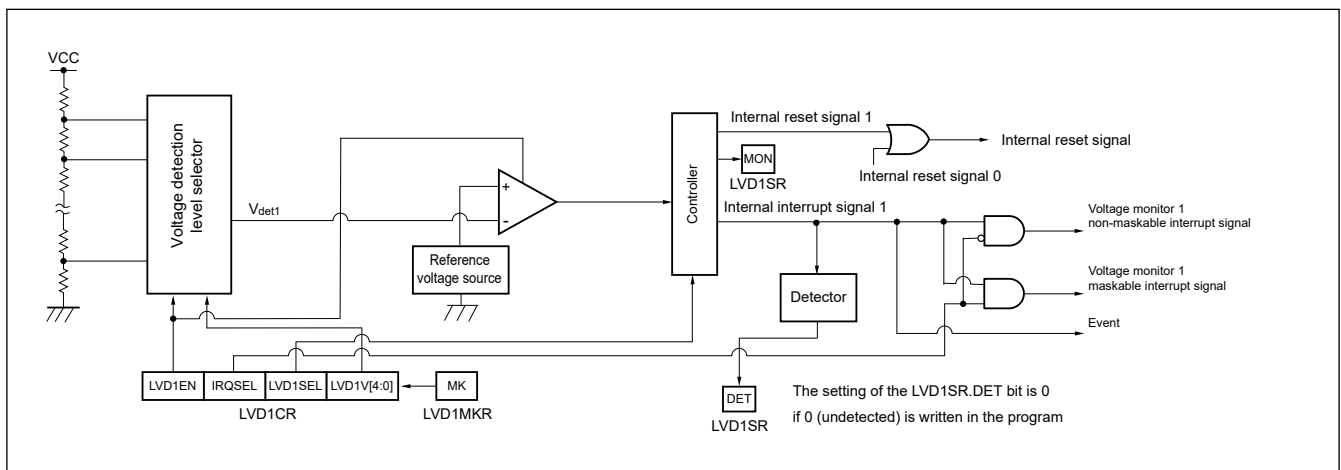 VCC
Voltage detection
level selector
Vdet1
+
-
Reference
voltage source
Controller
Internal reset signal 1
MON
LVD1SR
Internal reset signal 0
Internal reset signal
Internal interrupt signal 1
Voltage monitor 1
non-maskable interrupt signal
Voltage monitor 1
maskable interrupt signal
Event
Detector
LVD1EN
IRQSEL
LVD1SEL
LVD1V[4:0]
LVD1CR
MK
LVD1MKR
DET
LVD1SR
The setting of the LVD1SR.DET bit is 0
if 0 (undetected) is written in the program